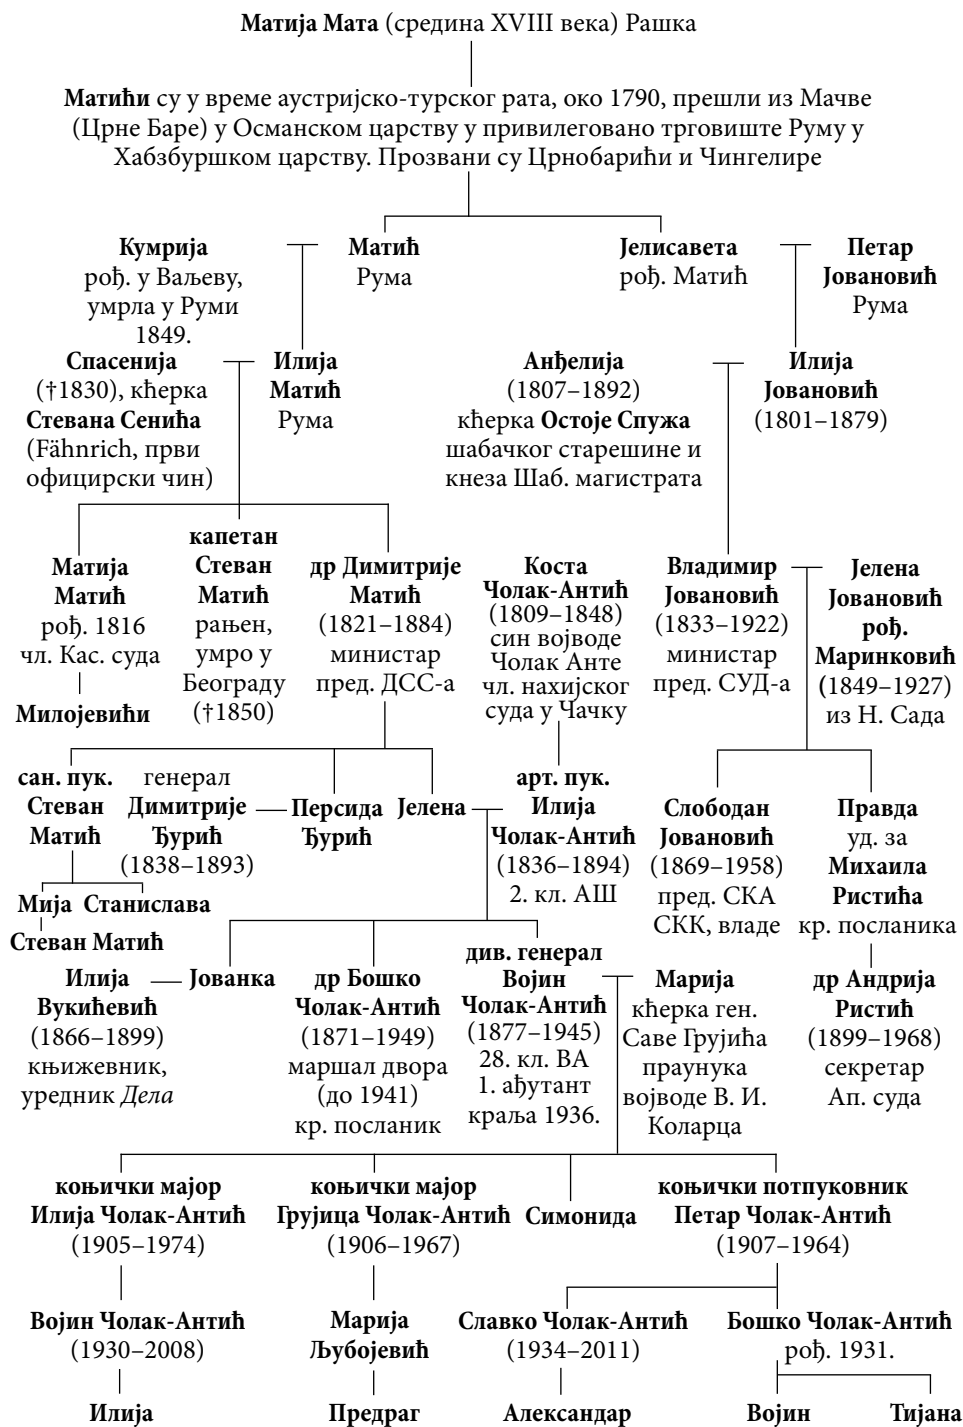 Матија Мата (средина XVIII века) Рашка
Матићи су у време аустријско-турског рата, око 1790, прешли из Мачве
(Црне Баре) у Османском царству у привилеговано трговиште Руму у
Хабзбуршком царству. Прозвани су Црнобарићи и Чингелире
Кумрија
рођ. у Ваљеву,
умрла у Руми
1849.
Матић
Рума
Јелисавета
рођ. Матић
Петар
Јовановић
Рума
Спасенија
(†1830), кћерка
Стевана Сенића
(Fähnrich, први
официрски чин)
Илија
Матић
Рума
Анђелија
(1807–1892)
кћерка Остоје Спужа
шабачког старешине и
кнеза Шаб. магистрата
Илија
Јовановић
(1801–1879)
Матија
Матић
рођ. 1816
чл. Кас. суда
Милојевићи
капетан
Стеван
Матић
рањен,
умро у
Београду
(†1850)
др Димитрије
Матић
(1821–1884)
министар
пред. ДСС-а
Коста
Чолак-Антић
(1809–1848)
син војводе
Чолак Анте
чл. нахијског
суда у Чачку
Владимир
Јовановић
(1833–1922)
министар
пред. СУД-а
Јелена
Јовановић
рођ.
Маринковић
(1849–1927)
из Н. Сада
сан. пук.
Стеван
Матић
генерал
Димитрије
Ђурић
(1838–1893)
Персида
Ђурић
Јелена
арт. пук.
Илија
Чолак-Антић
(1836–1894)
2. кл. АШ
Слободан
Јовановић
(1869–1958)
пред. СКА
СКК, владе
Правда
уд. за
Михаила
Ристића
кр. посланика
Мија Станислава
Стеван Матић
Илија
Вукићевић
(1866–1899)
књижевник,
уредник Дела
Јованка
др Бошко
Чолак-Антић
(1871–1949)
маршал двора
(до 1941)
кр. посланик
див. генерал
Војин
Чолак-Антић
(1877–1945)
28. кл. ВА
1. ађутант
краља 1936.
Марија
кћерка ген.
Саве Грујића
праунука
војводе В. И.
Коларца
др Андрија
Ристић
(1899–1968)
секретар
Ап. суда
коњички мајор
Илија Чолак-Антић
(1905–1974)
коњички мајор
Грујица Чолак-Антић
(1906–1967)
Симонида
коњички потпуковник
Петар Чолак-Антић
(1907–1964)
Војин Чолак-Антић
(1930–2008)
Марија
Љубојевић
Славко Чолак-Антић
(1934–2011)
Бошко Чолак-Антић
рођ. 1931.
Илија
Предраг
Александар
Војин
Тијана